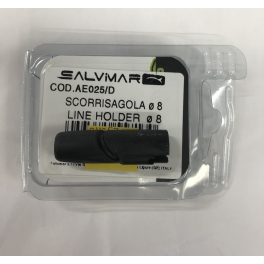 SALVIMAR
COD.AE025/D
SCORRISAGOLA ø 8
LINE HOLDER ø 8